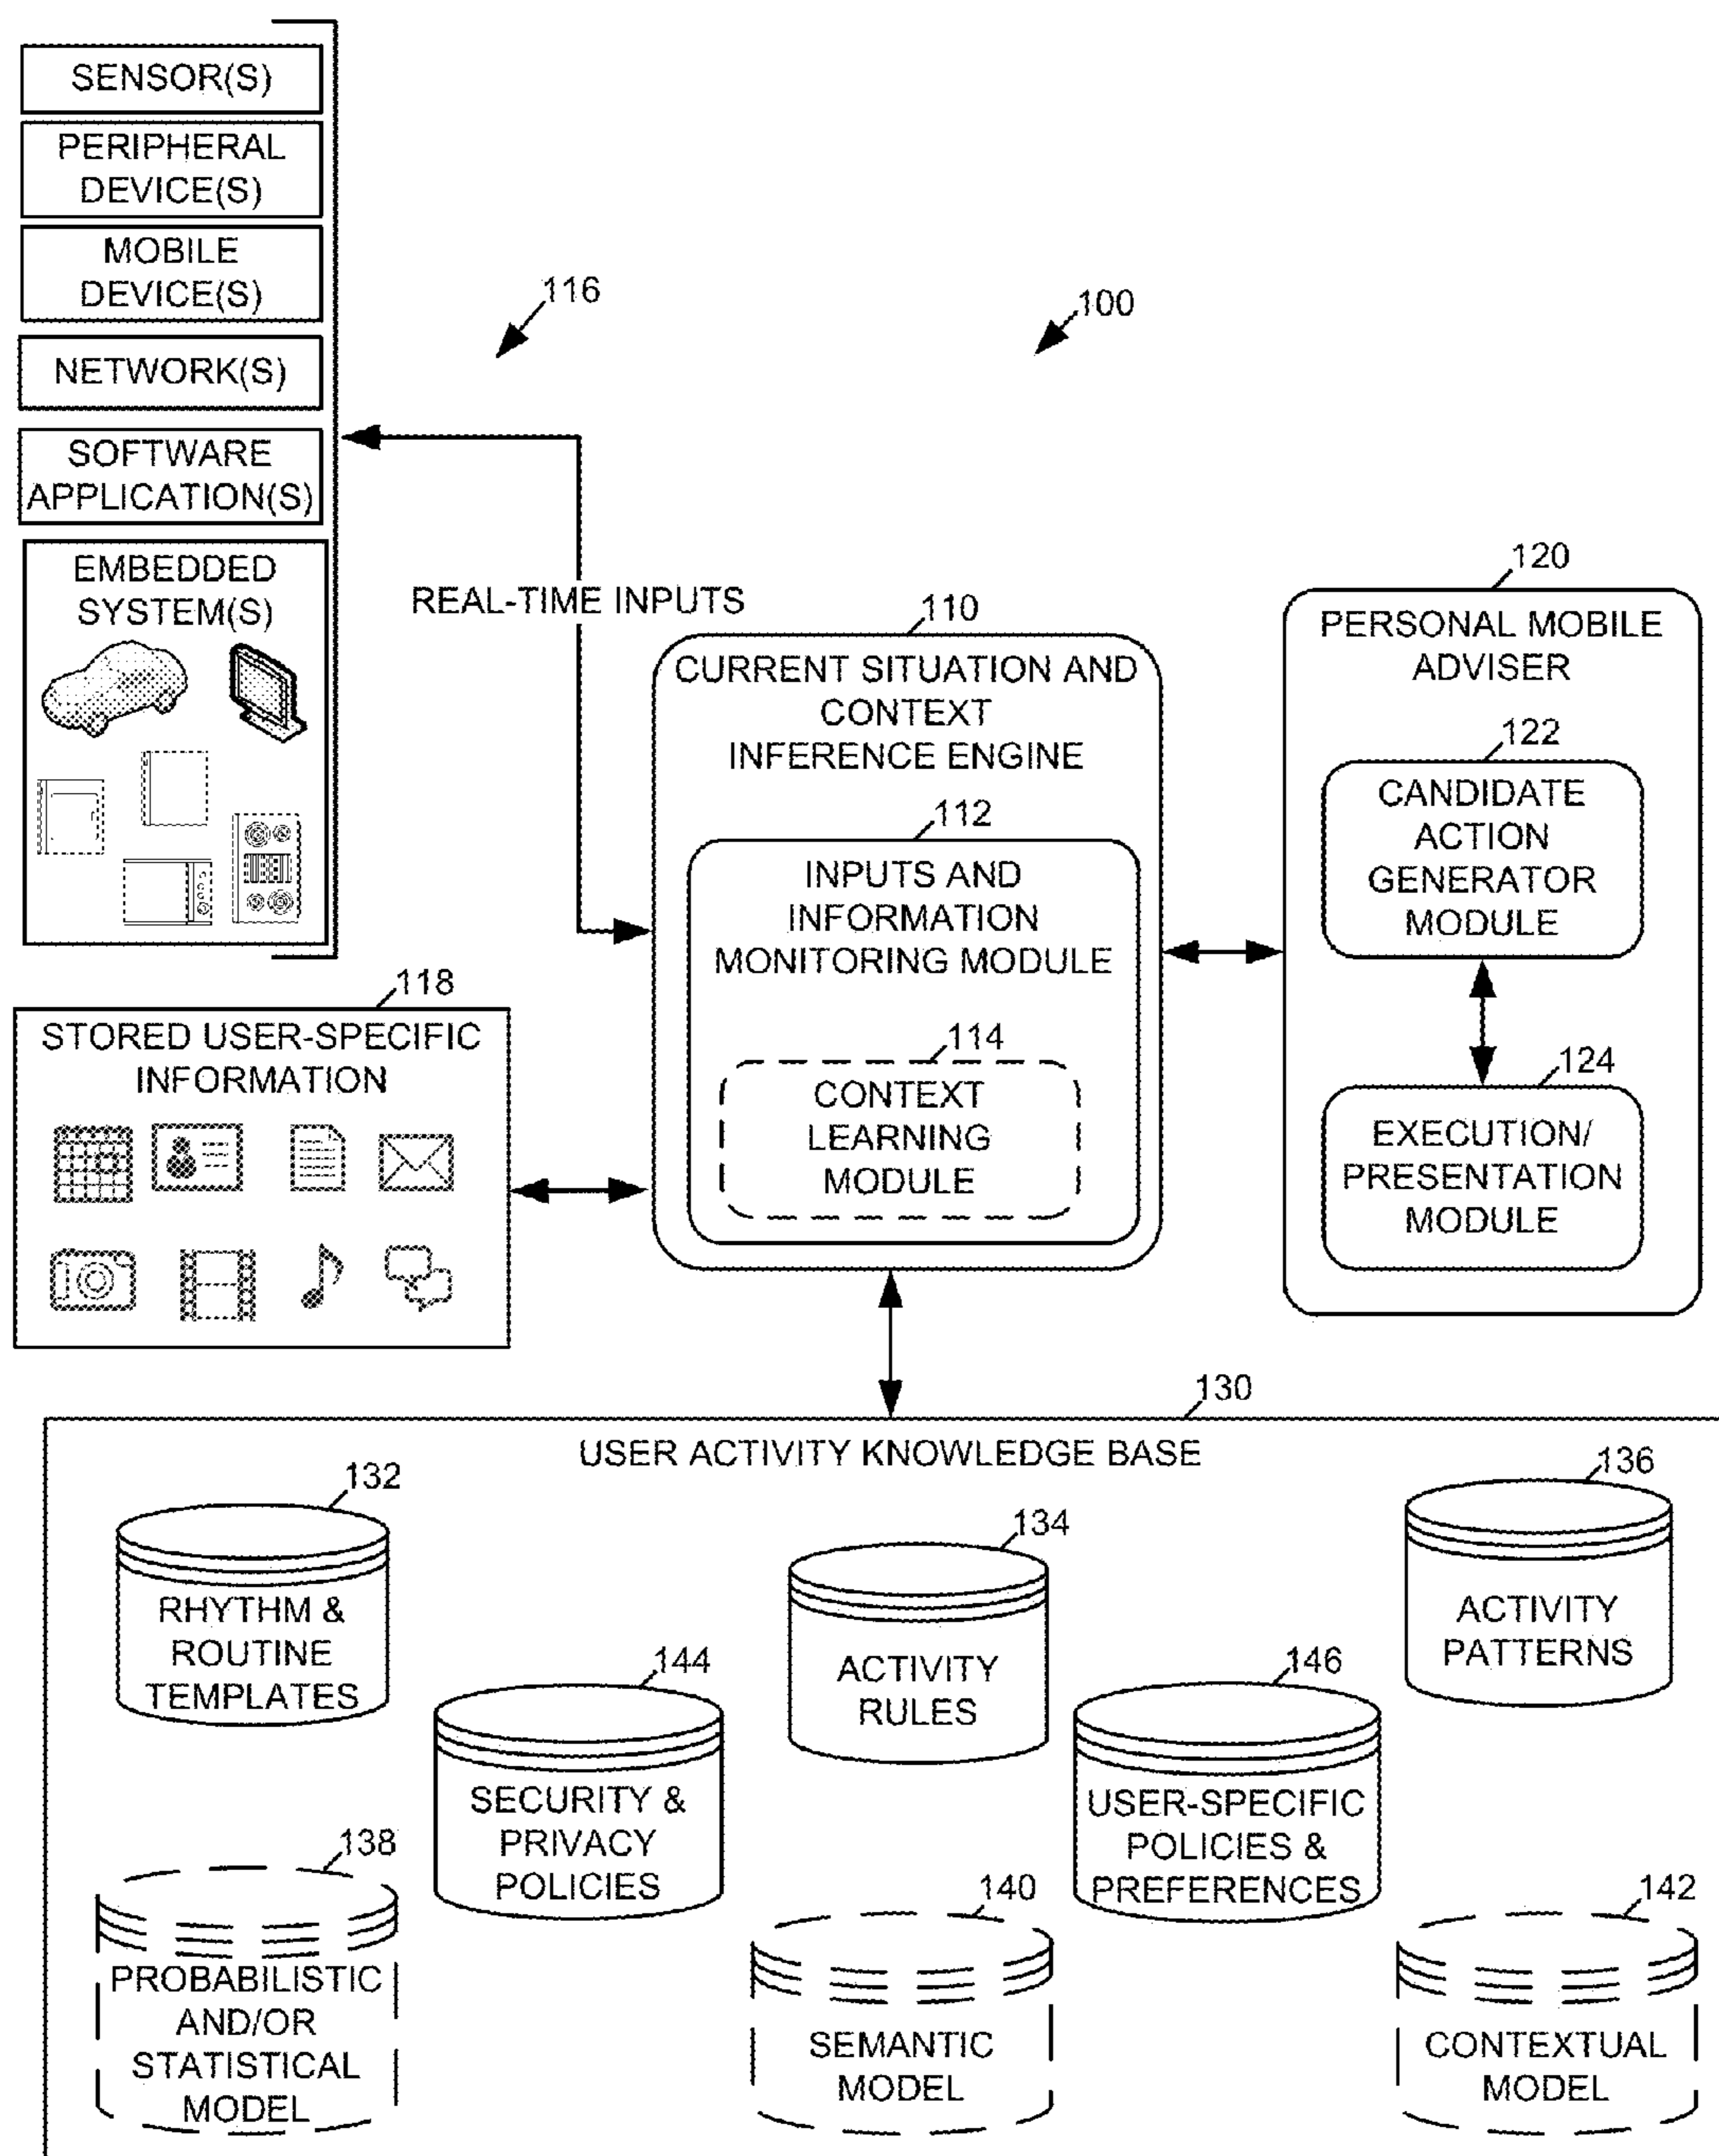 SENSOR(S)
PERIPHERAL
DEVICE(S)
MOBILE
DEVICE(S)
NETWORK(S)
SOFTWARE
APPLICATION(S)
EMBEDDED
SYSTEM(S)
116
100
REAL-TIME INPUTS
110
CURRENT SITUATION AND
CONTEXT
INFERENCE ENGINE
112
INPUTS AND
INFORMATION
MONITORING MODULE
114
CONTEXT
LEARNING
MODULE
120
PERSONAL MOBILE
ADVISER
122
CANDIDATE
ACTION
GENERATOR
MODULE
124
EXECUTION/
PRESENTATION
MODULE
118
STORED USER-SPECIFIC
INFORMATION
130
USER ACTIVITY KNOWLEDGE BASE
132
RHYTHM &
ROUTINE
TEMPLATES
134
ACTIVITY
RULES
136
ACTIVITY
PATTERNS
144
SECURITY &
PRIVACY
POLICIES
146
USER-SPECIFIC
POLICIES &
PREFERENCES
138
PROBABILISTIC
AND/OR
STATISTICAL
MODEL
140
SEMANTIC
MODEL
142
CONTEXTUAL
MODEL